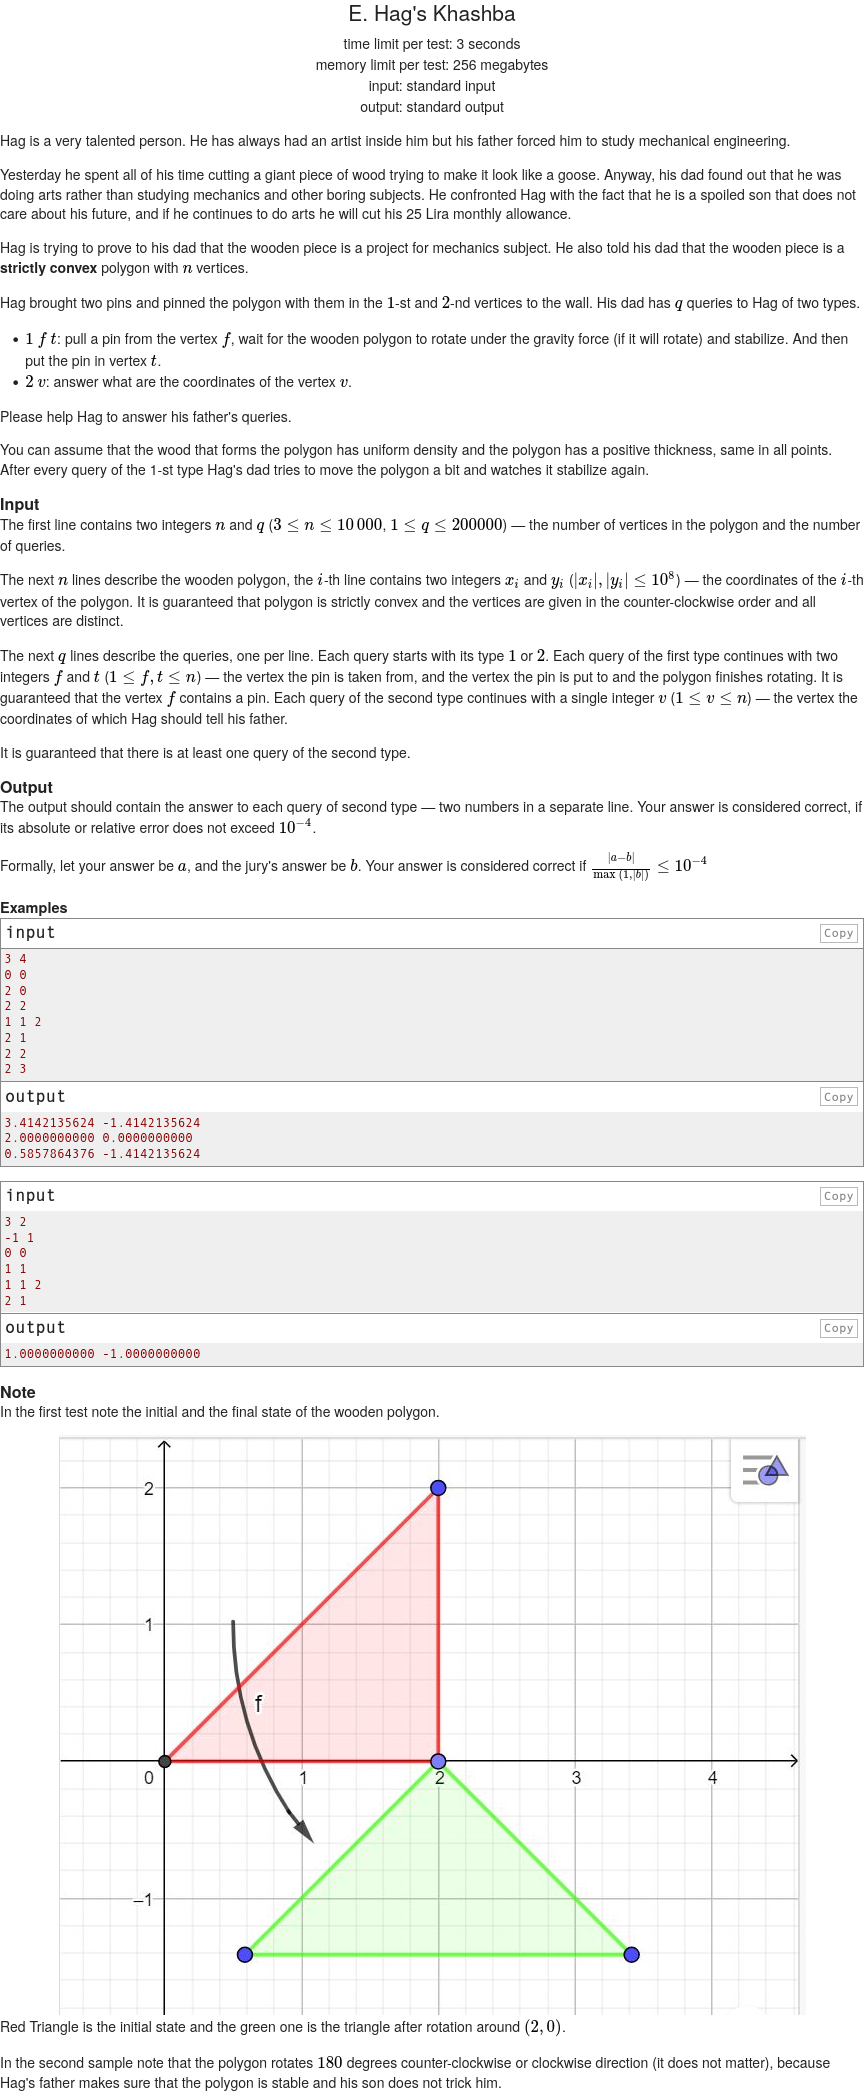 E. Hag's Khashba
time limit per test: 3 seconds
memory limit per test: 256 megabytes
input: standard input
output: standard output
Hag is a very talented person. He has always had an artist inside him but his father forced him to study mechanical engineering.
Yesterday he spent all of his time cutting a giant piece of wood trying to make it look like a goose. Anyway, his dad found out that he was
doing arts rather than studying mechanics and other boring subjects. He confronted Hag with the fact that he is a spoiled son that does not
care about his future, and if he continues to do arts he will cut his 25 Lira monthly allowance.
Hag is trying to prove to his dad that the wooden piece is a project for mechanics subject. He also told his dad that the wooden piece is a
strictly convex polygon with n vertices.
Hag brought two pins and pinned the polygon with them in the 1-st and 2-nd vertices to the wall. His dad has q queries to Hag of two types.
• 1 f t: pull a pin from the vertex f, wait for the wooden polygon to rotate under the gravity force (if it will rotate) and stabilize. And then
put the pin in vertex t.
• 2 v: answer what are the coordinates of the vertex v.
Please help Hag to answer his father's queries.
You can assume that the wood that forms the polygon has uniform density and the polygon has a positive thickness, same in all points.
After every query of the 1-st type Hag's dad tries to move the polygon a bit and watches it stabilize again.
Input
The first line contains two integers n and q (3 ≤ n ≤ 10 000, 1 ≤ q ≤ 200000) — the number of vertices in the polygon and the number
of queries.
The next n lines describe the wooden polygon, the i-th line contains two integers x_i and y_i (|x_i|, |y_i| ≤ 10^8) — the coordinates of the i-th
vertex of the polygon. It is guaranteed that polygon is strictly convex and the vertices are given in the counter-clockwise order and all
vertices are distinct.
The next q lines describe the queries, one per line. Each query starts with its type 1 or 2. Each query of the first type continues with two
integers f and t (1 ≤ f, t ≤ n) — the vertex the pin is taken from, and the vertex the pin is put to and the polygon finishes rotating. It is
guaranteed that the vertex f contains a pin. Each query of the second type continues with a single integer v (1 ≤ v ≤ n) — the vertex the
coordinates of which Hag should tell his father.
It is guaranteed that there is at least one query of the second type.
Output
The output should contain the answer to each query of second type — two numbers in a separate line. Your answer is considered correct, if
its absolute or relative error does not exceed 10^{-4}.
Formally, let your answer be a, and the jury's answer be b. Your answer is considered correct if |a−b| / max (1,|b|) ≤ 10^{-4}
Examples
input Copy
3 4
0 0
2 0
2 2
1 1 2
2 1
2 2
2 3
output Copy
3.4142135624 -1.4142135624
2.0000000000 0.0000000000
0.5857864376 -1.4142135624
input Copy
3 2
-1 1
0 0
1 1
1 1 2
2 1
output Copy
1.0000000000 -1.0000000000
Note
In the first test note the initial and the final state of the wooden polygon.
2
1
f
0 1 2 3 4
−1
Red Triangle is the initial state and the green one is the triangle after rotation around (2, 0).
In the second sample note that the polygon rotates 180 degrees counter-clockwise or clockwise direction (it does not matter), because
Hag's father makes sure that the polygon is stable and his son does not trick him.